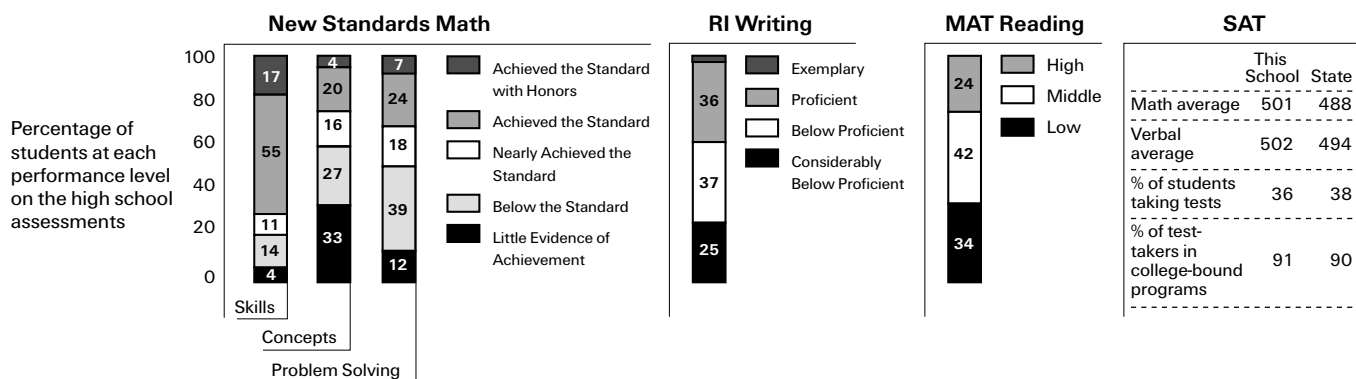 New Standards Math
RI Writing
MAT Reading
SAT
Percentage of
students at each
performance level
on the high school
assessments
100
80
60
40
20
0
17
55
11
14
4
4
20
16
27
33
7
24
18
39
12
Skills
Concepts
Problem Solving
Achieved the Standard
with Honors
Achieved the Standard
Nearly Achieved the
Standard
Below the Standard
Little Evidence of
Achievement
36
37
25
Exemplary
Proficient
Below Proficient
Considerably
Below Proficient
24
42
34
High
Middle
Low
This
School State
Math average 501 488
Verbal
average 502 494
% of students
taking tests 36 38
% of test-
takers in
college-bound 91 90
programs